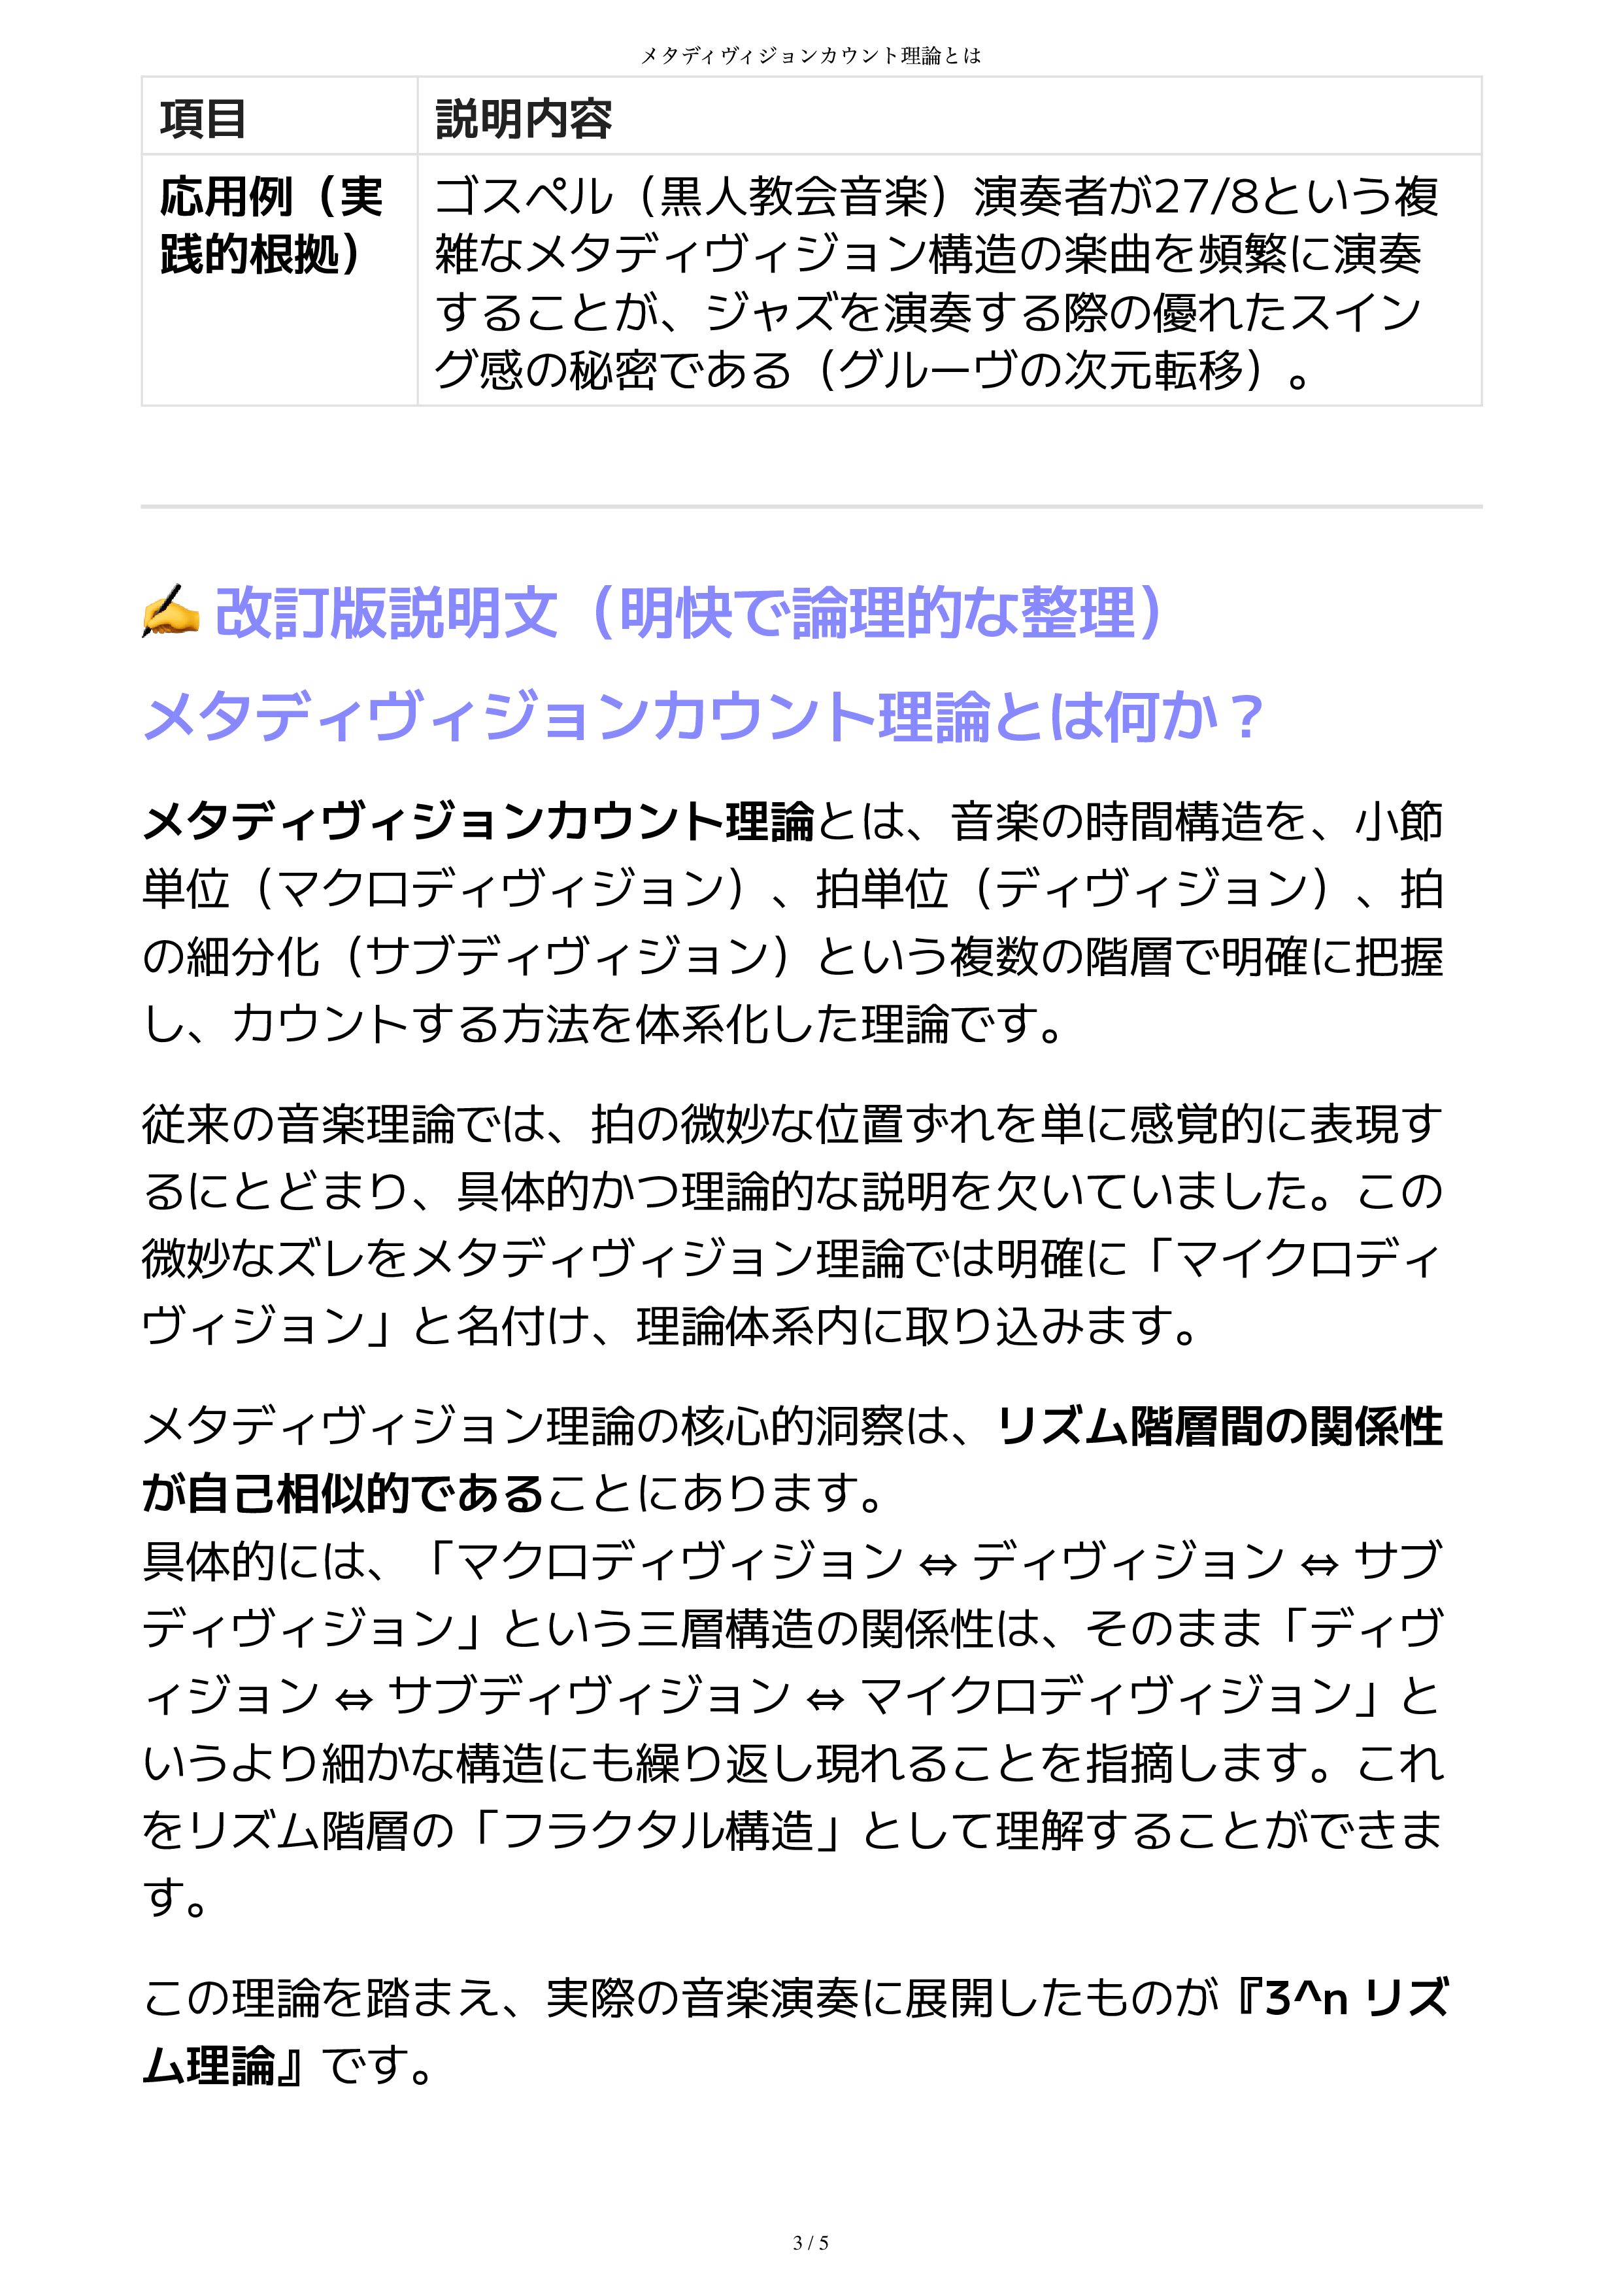 メタディヴィジョンカウント理論とは
項目
説明内容
応用例（実
践的根拠）
ゴスペル（黒人教会音楽）演奏者が27/8という複
雑なメタディヴィジョン構造の楽曲を頻繁に演奏
することが、ジャズを演奏する際の優れたスイン
グ感の秘密である（グルーヴの次元転移）。
✍️ 改訂版説明文（明快で論理的な整理）
メタディヴィジョンカウント理論とは何か？
メタディヴィジョンカウント理論とは、音楽の時間構造を、小節
単位（マクロディヴィジョン）、拍単位（ディヴィジョン）、拍
の細分化（サブディヴィジョン）という複数の階層で明確に把握
し、カウントする方法を体系化した理論です。
従来の音楽理論では、拍の微妙な位置ずれを単に感覚的に表現す
るにとどまり、具体的かつ理論的な説明を欠いていました。この
微妙なズレをメタディヴィジョン理論では明確に「マイクロディ
ヴィジョン」と名付け、理論体系内に取り込みます。
メタディヴィジョン理論の核心的洞察は、リズム階層間の関係性
が自己相似的であることにあります。
具体的には、「マクロディヴィジョン ⇔ ディヴィジョン ⇔ サブ
ディヴィジョン」という三層構造の関係性は、そのまま「ディヴ
ィジョン ⇔ サブディヴィジョン ⇔ マイクロディヴィジョン」と
いうより細かな構造にも繰り返し現れることを指摘します。これ
をリズム階層の「フラクタル構造」として理解することができま
す。
この理論を踏まえ、実際の音楽演奏に展開したものが『3^n リズ
ム理論』です。
3 / 5